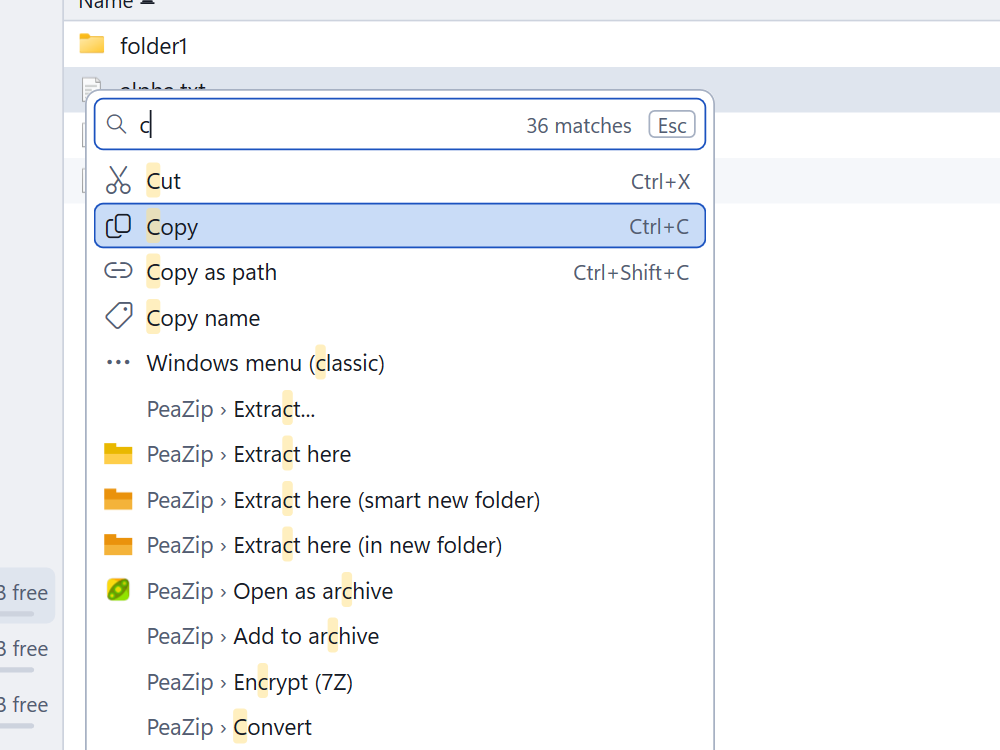 Name
folder1
alpha.txt
c 36 matches Esc
Cut Ctrl+X
Copy Ctrl+C
Copy as path Ctrl+Shift+C
Copy name
Windows menu (classic)
PeaZip › Extract...
PeaZip › Extract here
PeaZip › Extract here (smart new folder)
PeaZip › Extract here (in new folder)
PeaZip › Open as archive
B free
PeaZip › Add to archive
B free
PeaZip › Encrypt (7Z)
B free
PeaZip › Convert